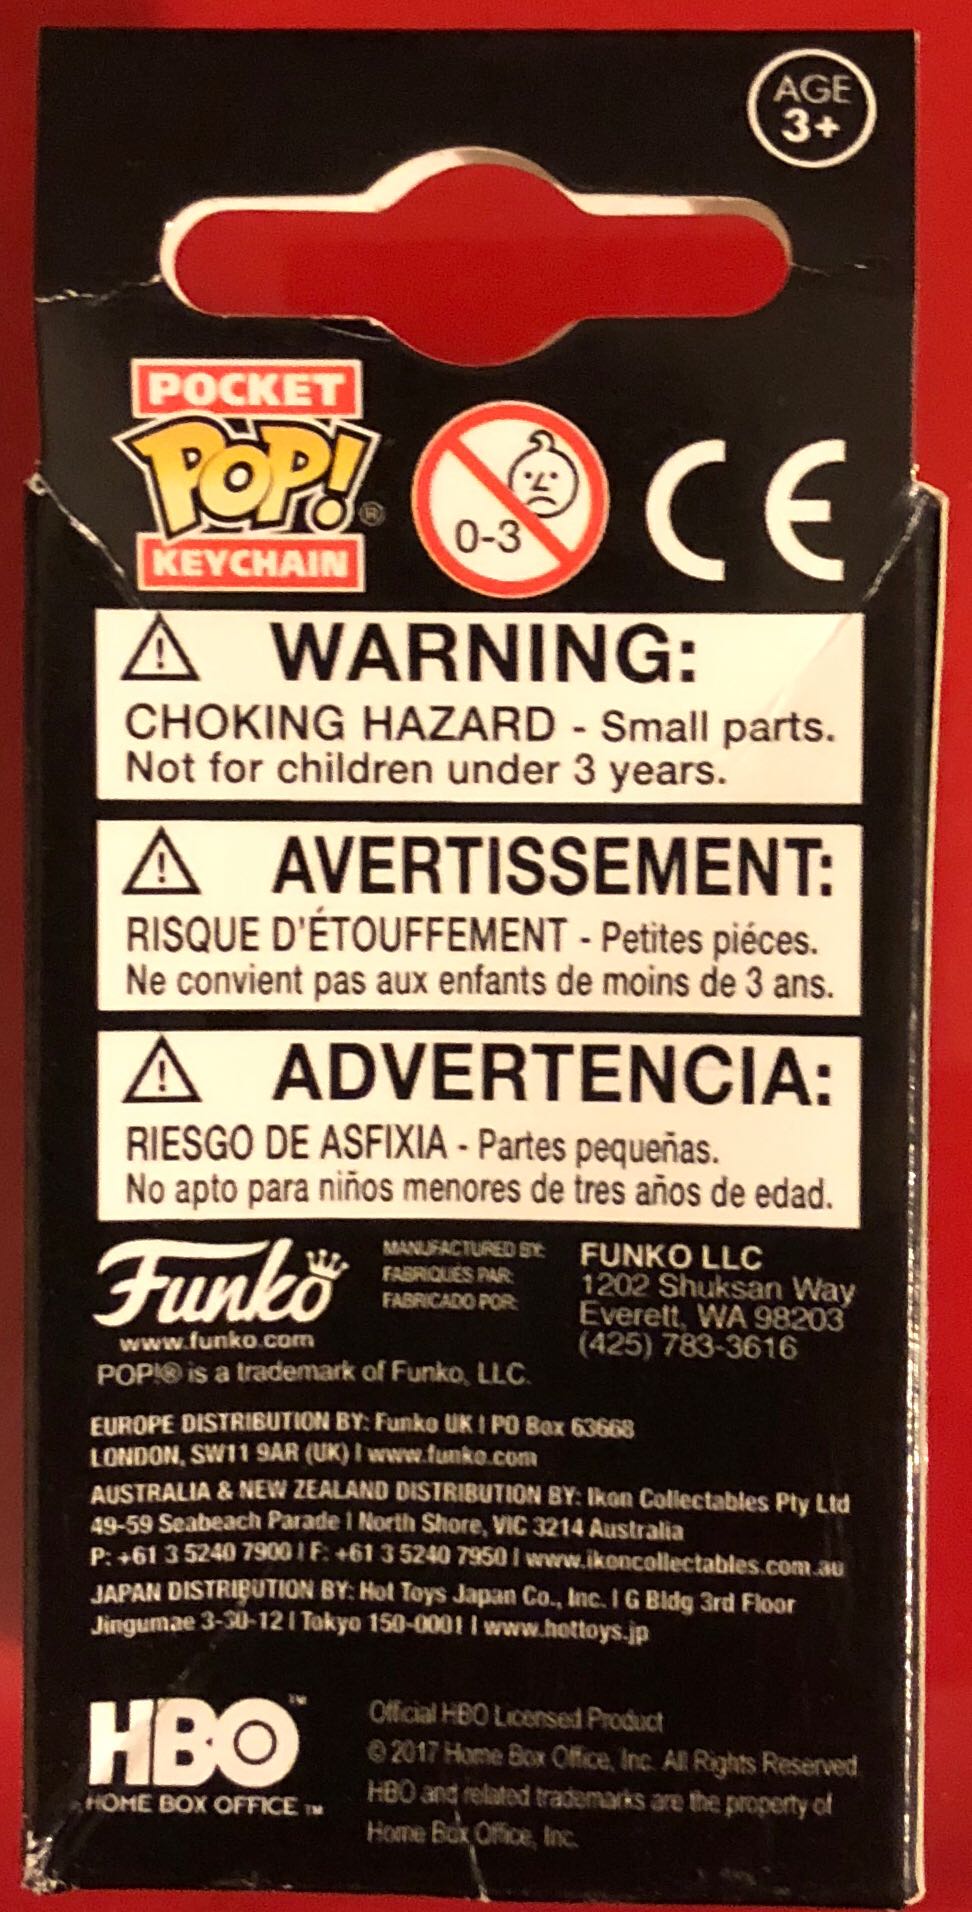 AGE
3+
POCKET
POP!®
KEYCHAIN
0-3
CE
WARNING:
CHOKING HAZARD - Small parts.
Not for children under 3 years.
AVERTISSEMENT:
RISQUE D'ÉTOUFFEMENT - Petites piéces.
Ne convient pas aux enfants de moins de 3 ans.
ADVERTENCIA:
RIESGO DE ASFIXIA - Partes pequeñas.
No apto para niños menores de tres años de edad.
Funko
www.funko.com
MANUFACTURED BY:
FABRIQUÉS PAR:
FABRICADO POR:
FUNKO LLC
1202 Shuksan Way
Everett, WA 98203
(425) 783-3616
POP!® is a trademark of Funko, LLC.
EUROPE DISTRIBUTION BY: Funko UK | PO Box 63668
LONDON, SW11 9AR (UK) | www.funko.com
AUSTRALIA & NEW ZEALAND DISTRIBUTION BY: Ikon Collectables Pty Ltd
49-59 Seabeach Parade | North Shore, VIC 3214 Australia
P: +61 3 5240 7900 | F: +61 3 5240 7950 | www.ikoncollectables.com.au
JAPAN DISTRIBUTION BY: Hot Toys Japan Co., Inc. | G Bldg 3rd Floor
Jingumae 3-30-12 | Tokyo 150-0001 | www.hottoys.jp
HBO™
HOME BOX OFFICE™
Official HBO Licensed Product
© 2017 Home Box Office, Inc. All Rights Reserved
HBO and related trademarks are the property of
Home Box Office, Inc.